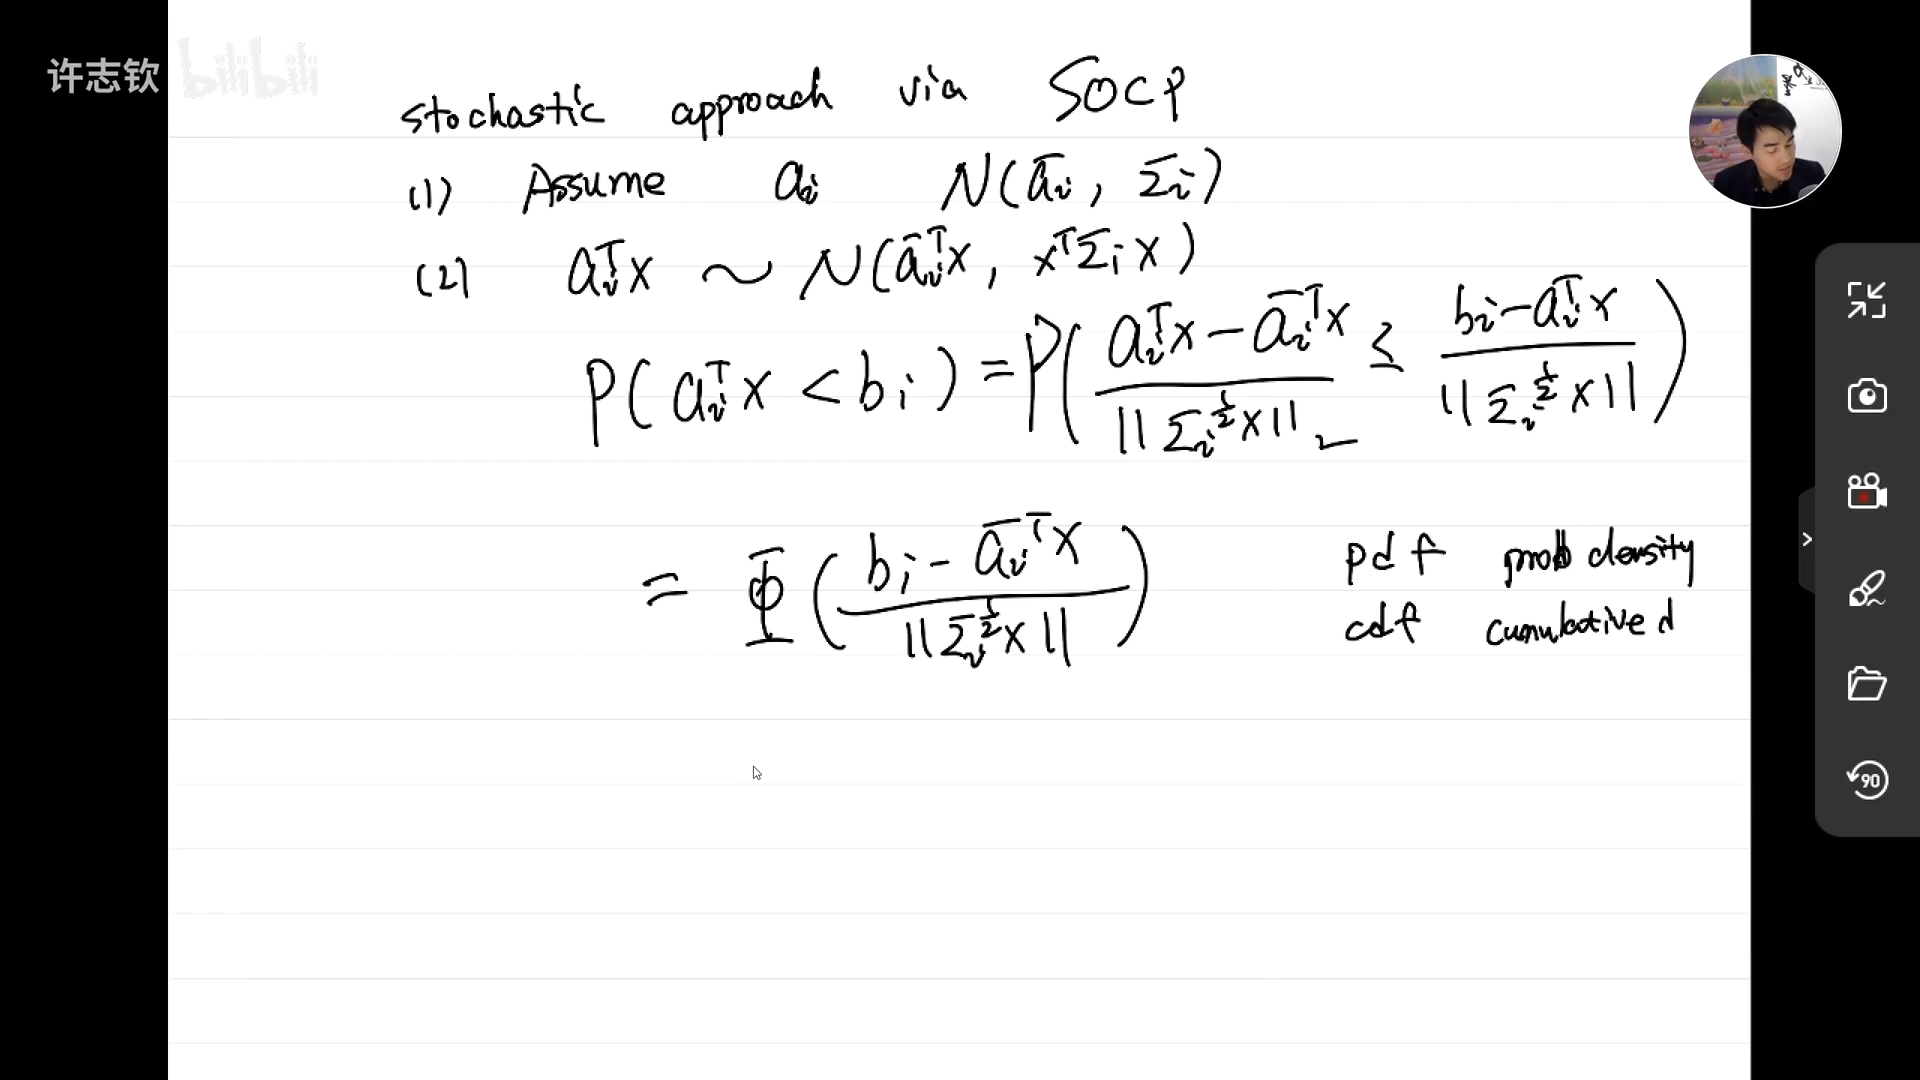 许志钦 bilibili
stochastic approach via SOCP
(1) Assume aᵢ N(āᵢ, Σᵢ)
(2) aᵢᵀx ~ N(āᵢᵀx, xᵀΣᵢx)
P(aᵢᵀx < bᵢ) = P( (aᵢᵀx - āᵢᵀx) / ||Σᵢ^½x||₂ ≤ (bᵢ - āᵢᵀx) / ||Σᵢ^½x|| )
= Φ( (bᵢ - āᵢᵀx) / ||Σᵢ^½x|| )
pdf prob density
cdf cumulative d
90